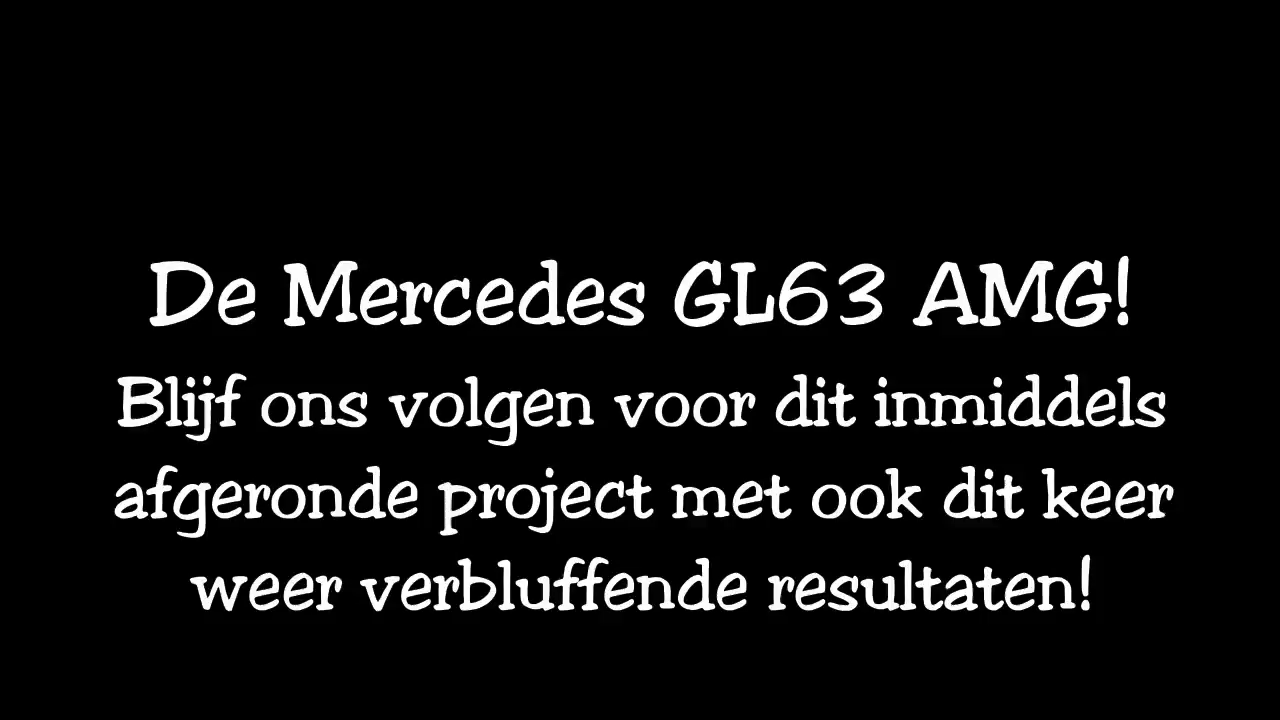 De Mercedes GL63 AMG!
Blijf ons volgen voor dit inmiddels
afgeronde project met ook dit keer
weer verbluffende resultaten!